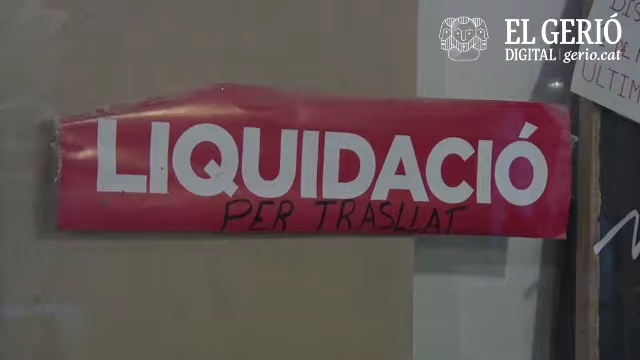 EL GERIÓ
DIGITAL | gerio.cat
LIQUIDACIÓ
PER TRASLLAT